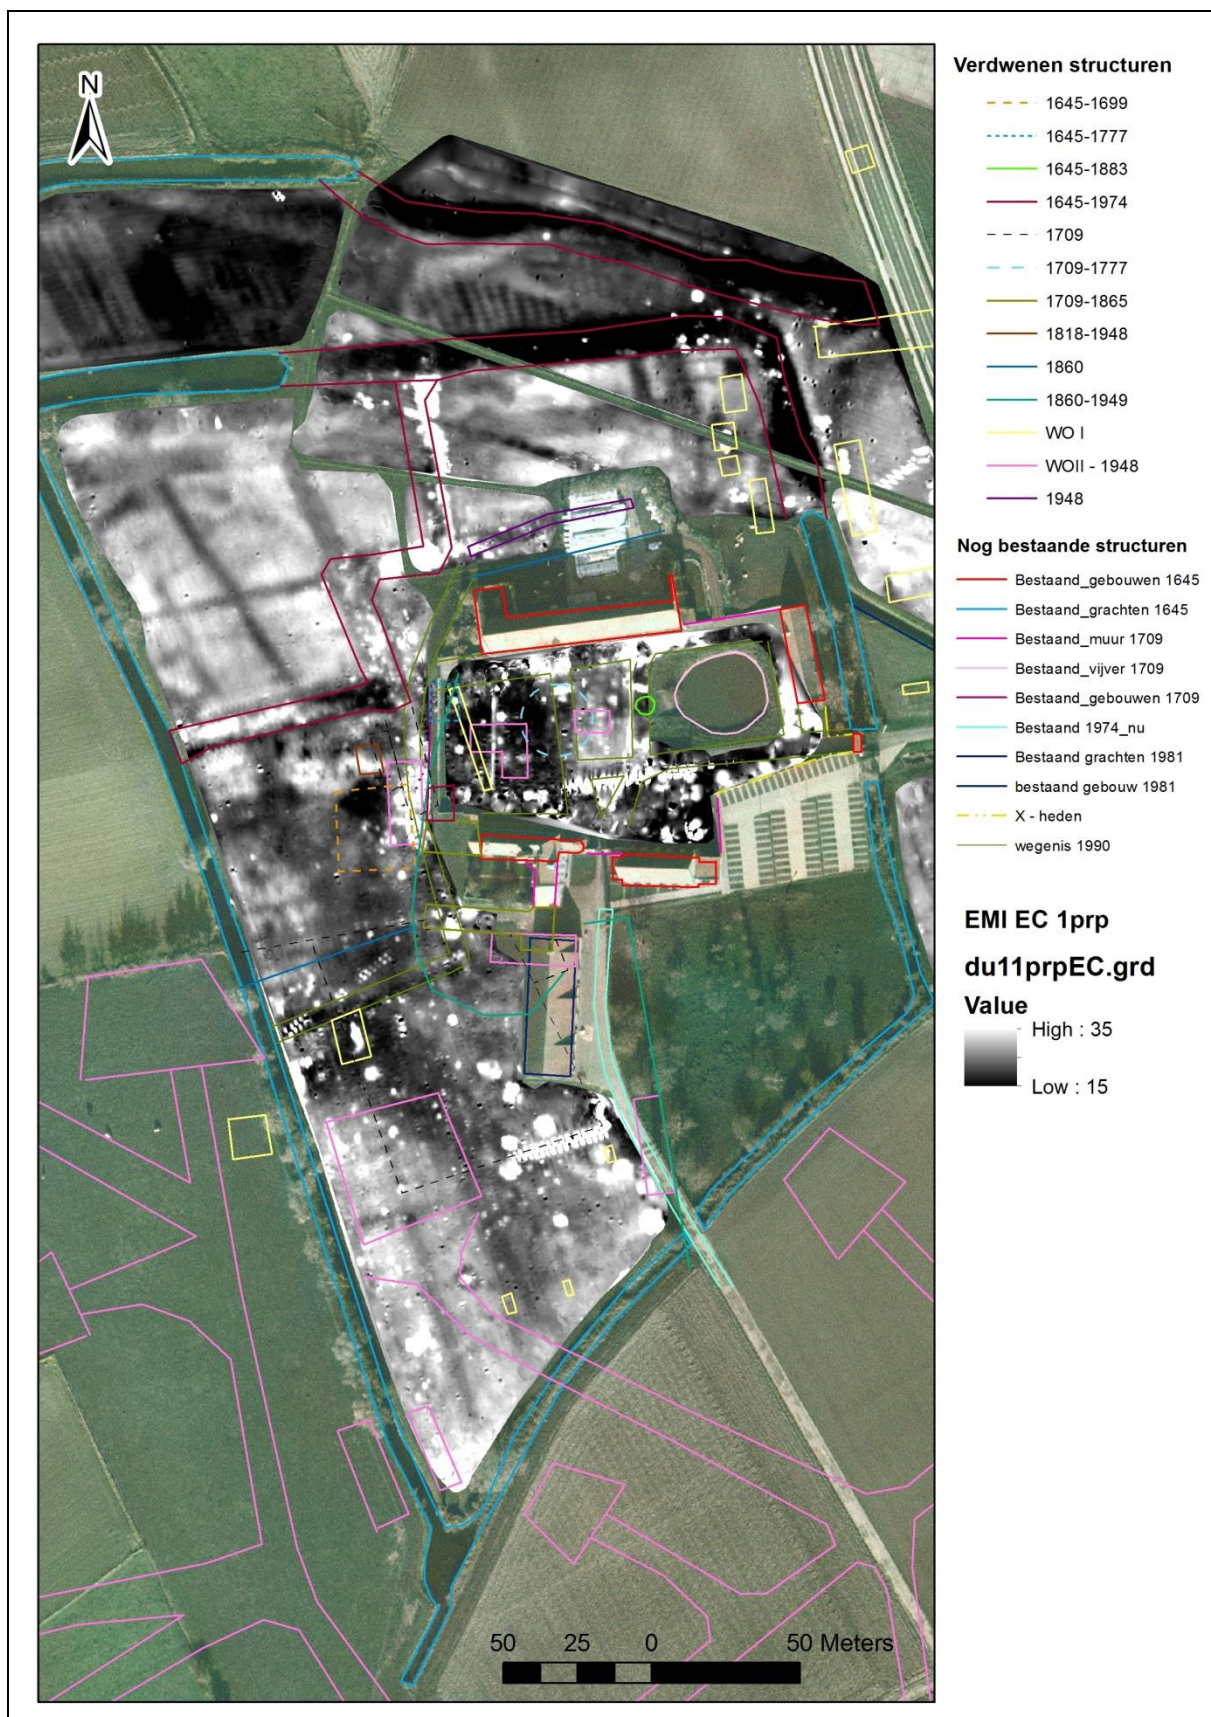 N
Verdwenen structuren
1645-1699
1645-1777
1645-1883
1645-1974
1709
1709-1777
1709-1865
1818-1948
1860
1860-1949
WO I
WOII - 1948
1948
Nog bestaande structuren
Bestaand_gebouwen 1645
Bestaand_grachten 1645
Bestaand_muur 1709
Bestaand_vijver 1709
Bestaand_gebouwen 1709
Bestaand 1974_nu
Bestaand grachten 1981
bestaand gebouw 1981
X - heden
wegenis 1990
EMI EC 1prp
du11prpEC.grd
Value
High : 35
Low : 15
50 25 0 50 Meters